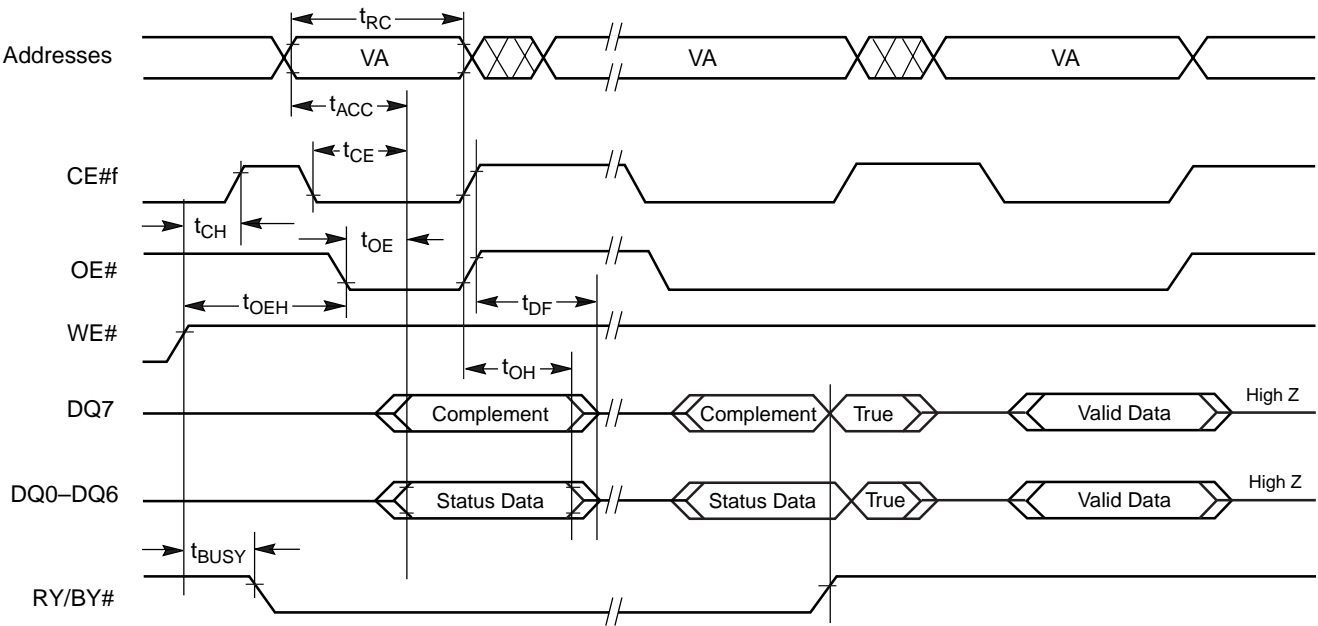 tRC
Addresses VA VA VA
tACC
tCE
CE#f
tCH
tOE
OE#
tOEH
tDF
WE#
tOH
DQ7 Complement Complement True Valid Data High Z
DQ0–DQ6 Status Data Status Data True Valid Data High Z
tBUSY
RY/BY#